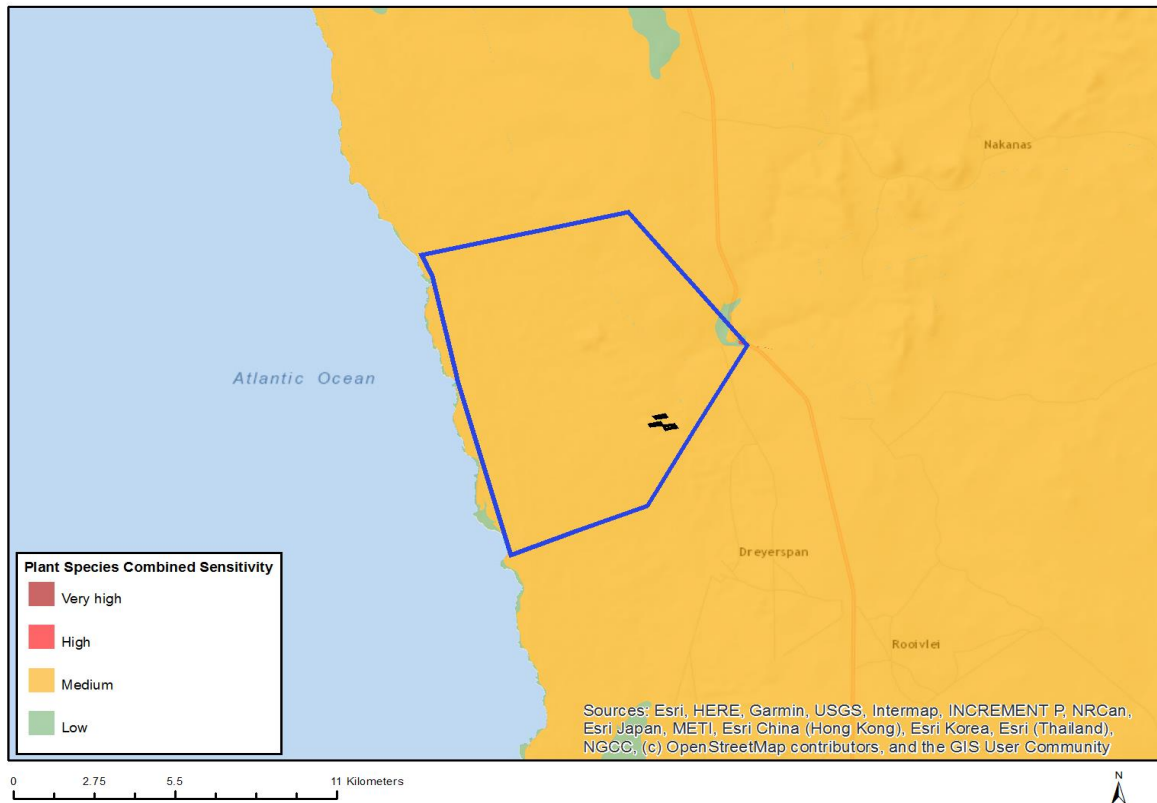 Nakanas
Atlantic Ocean
Dreyerspan
Rooivlei
Plant Species Combined Sensitivity
Very high
High
Medium
Low
Sources: Esri, HERE, Garmin, USGS, Intermap, INCREMENT P, NRCan,
Esri Japan, METI, Esri China (Hong Kong), Esri Korea, Esri (Thailand),
NGCC, (c) OpenStreetMap contributors, and the GIS User Community
0 2.75 5.5 11 Kilometers
N